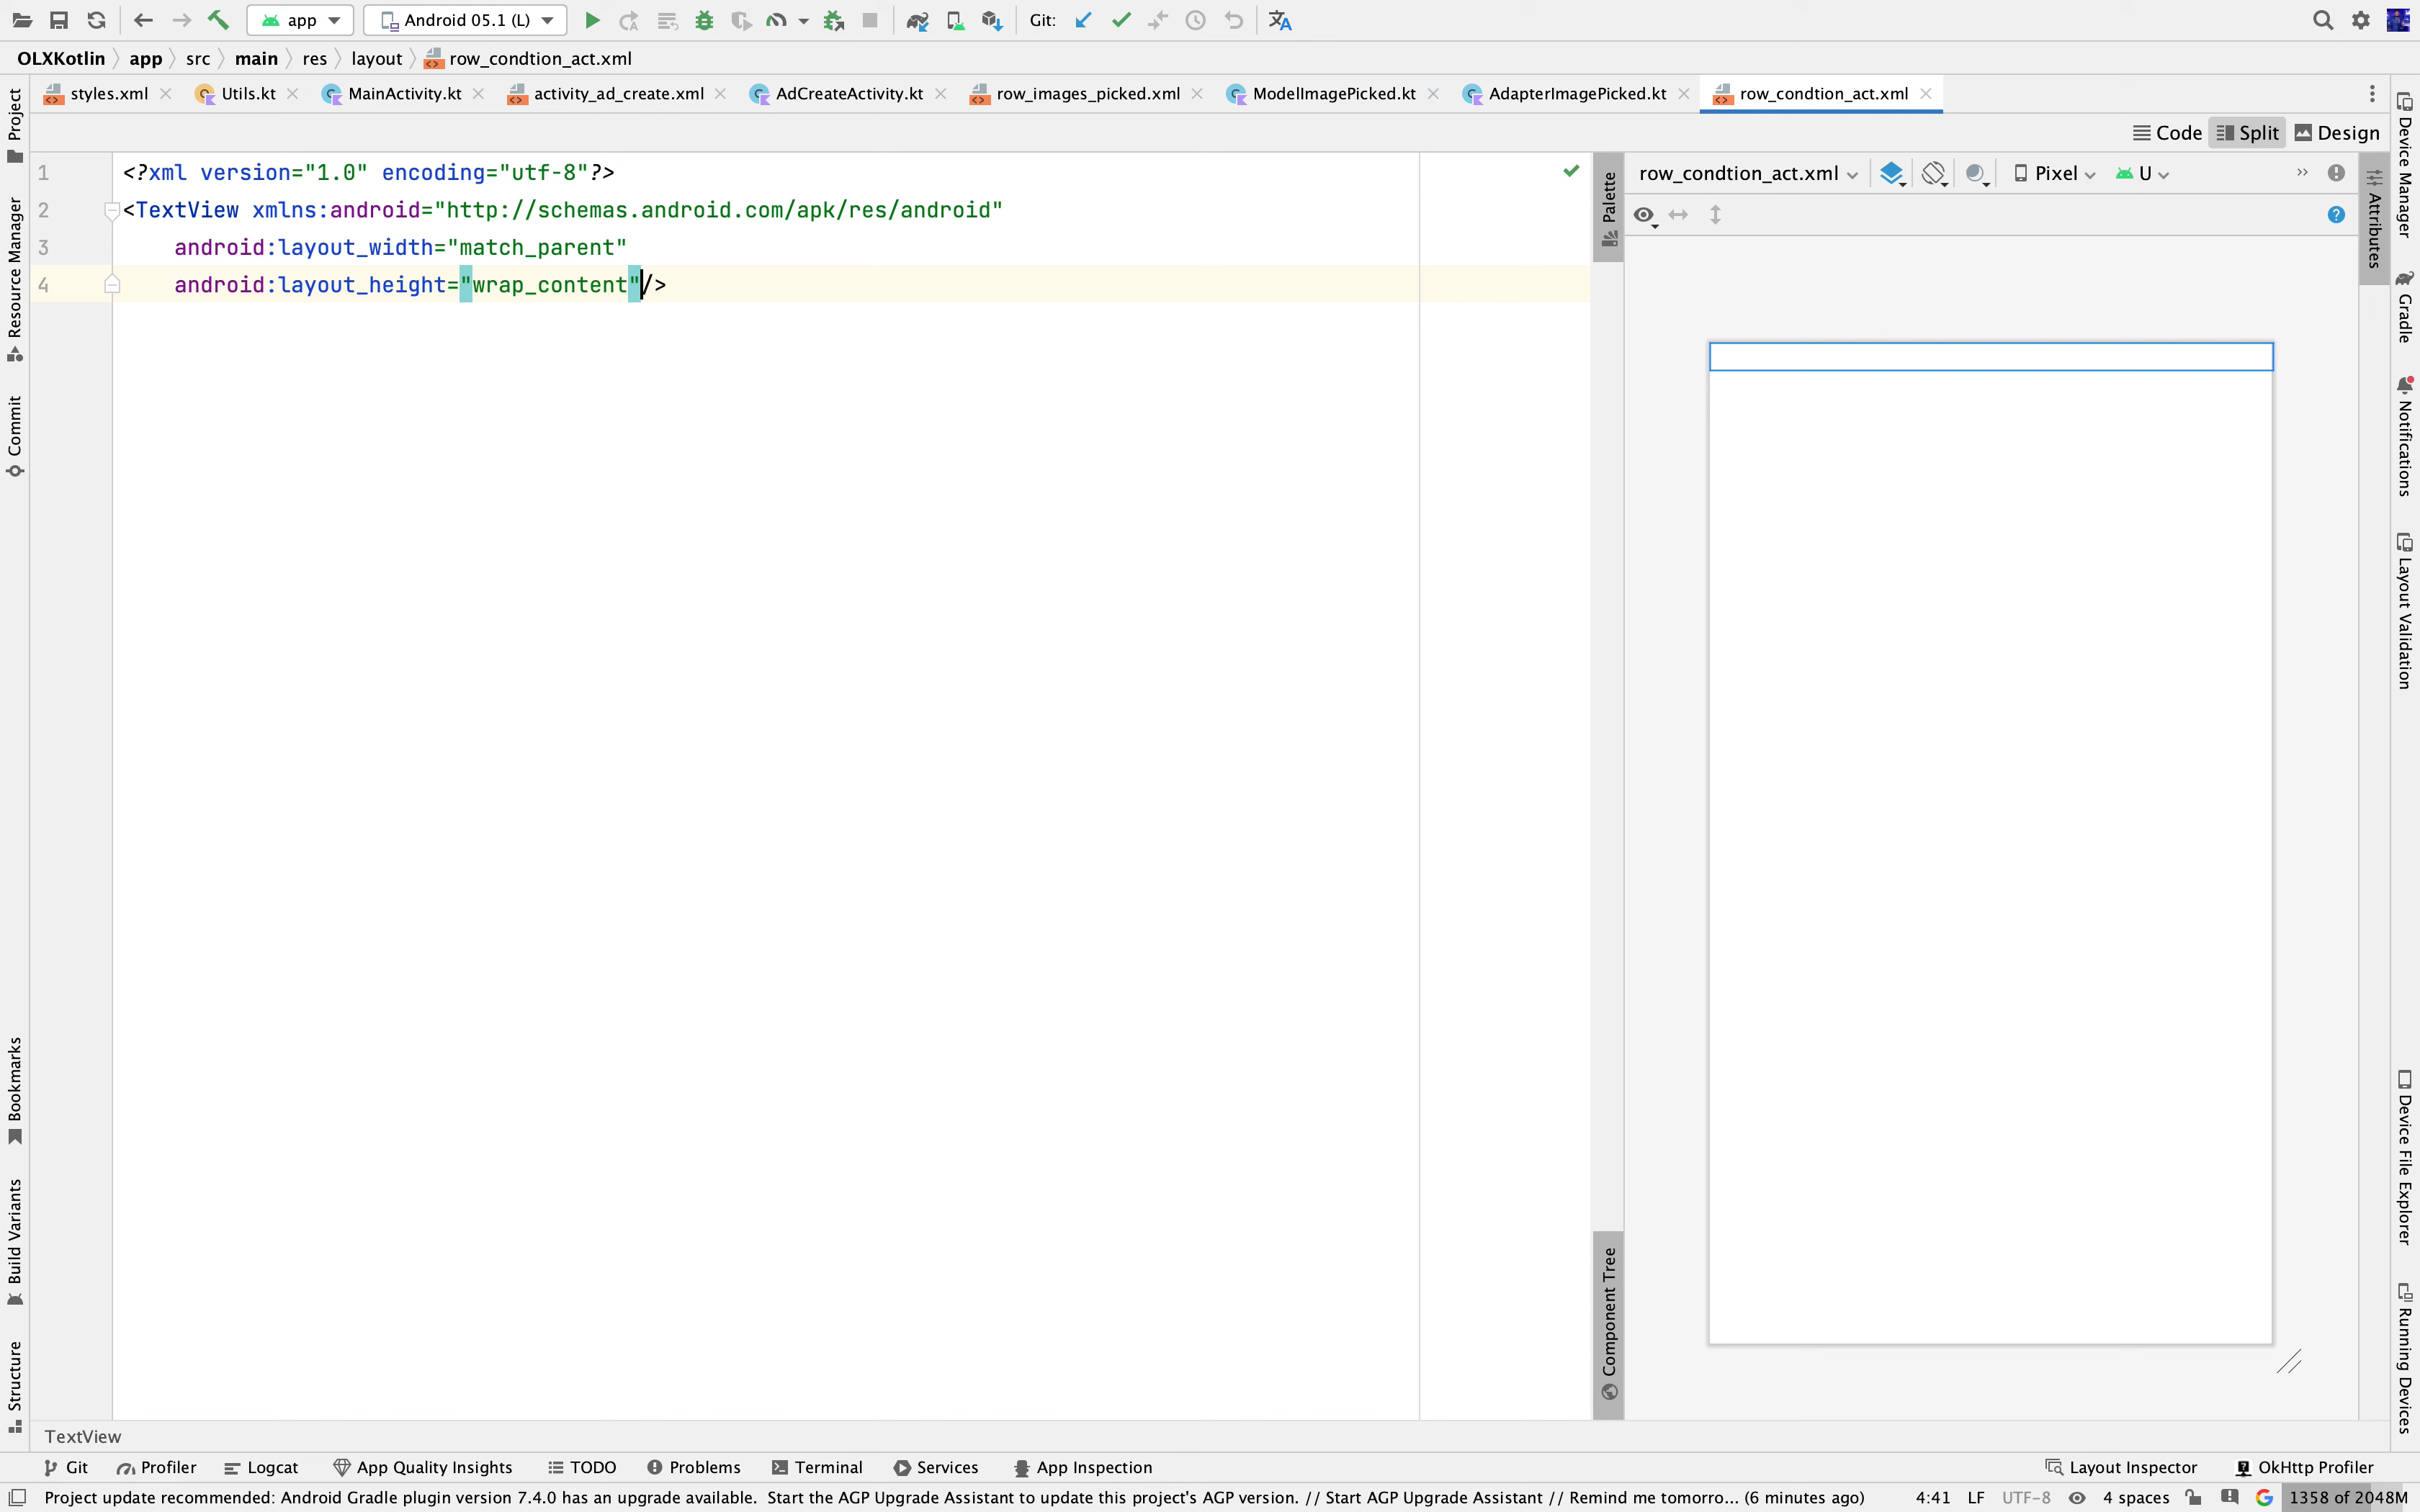 app
Android 05.1 (L)
Git:
OLXKotlin
app
src
main
res
layout
row_condtion_act.xml
styles.xml
Utils.kt
MainActivity.kt
activity_ad_create.xml
AdCreateActivity.kt
row_images_picked.xml
ModelImagePicked.kt
AdapterImagePicked.kt
row_condtion_act.xml
Code
Split
Design
Project
Resource Manager
Commit
Bookmarks
Build Variants
Structure
1 <?xml version="1.0" encoding="utf-8"?>
2 <TextView xmlns:android="http://schemas.android.com/apk/res/android"
3 android:layout_width="match_parent"
4 android:layout_height="wrap_content"/>
Palette
Component Tree
row_condtion_act.xml
Pixel
U
Attributes
Device Manager
Gradle
Notifications
Layout Validation
Device File Explorer
Running Devices
TextView
Git
Profiler
Logcat
App Quality Insights
TODO
Problems
Terminal
Services
App Inspection
Layout Inspector
OkHttp Profiler
Project update recommended: Android Gradle plugin version 7.4.0 has an upgrade available. Start the AGP Upgrade Assistant to update this project's AGP version. // Start AGP Upgrade Assistant // Remind me tomorro... (6 minutes ago)
4:41
LF
UTF-8
4 spaces
1358 of 2048M